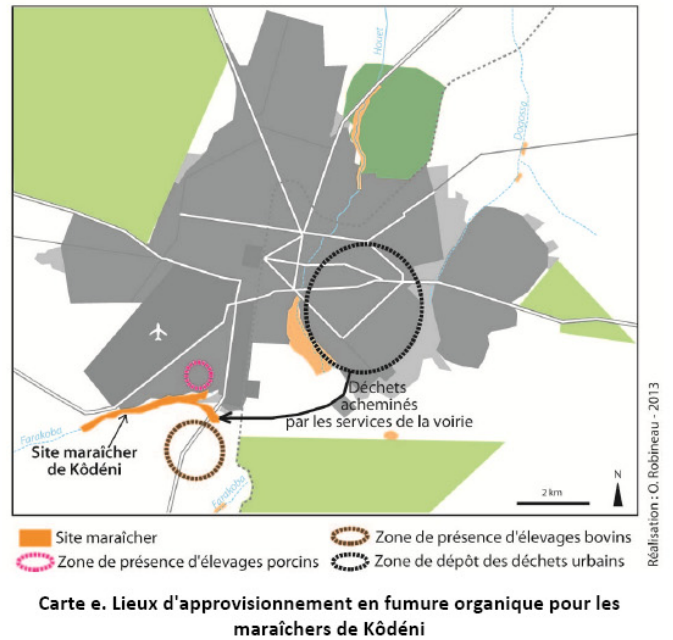 Houet
Dogossa
Déchets
acheminés
par les services de la voirie
Farakoba
Site maraîcher
de Kôdéni
Farakoba
2 km
N
Réalisation : O. Robineau - 2013
Site maraîcher
Zone de présence d'élevages bovins
Zone de présence d'élevages porcins
Zone de dépôt des déchets urbains
Carte e. Lieux d'approvisionnement en fumure organique pour les
maraîchers de Kôdéni